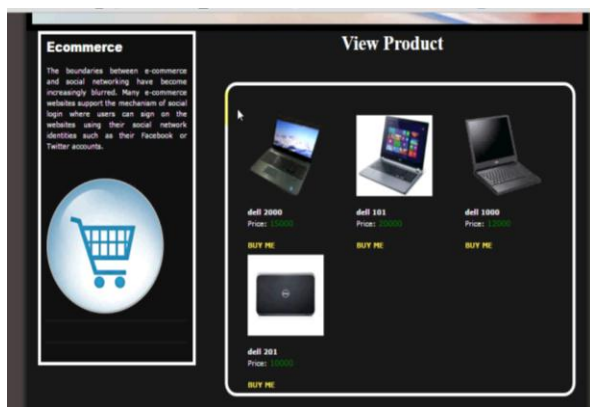 Ecommerce
The boundaries between e-commerce
and social networking have become
increasingly blurred. Many e-commerce
websites support the mechanism of social
login where users can sign on the
websites using their social network
identities such as their Facebook or
Twitter accounts.
View Product
dell 2000
Price: 15000
BUY ME
dell 101
Price: 20000
BUY ME
dell 1000
Price: 12000
BUY ME
dell 201
Price: 10000
BUY ME